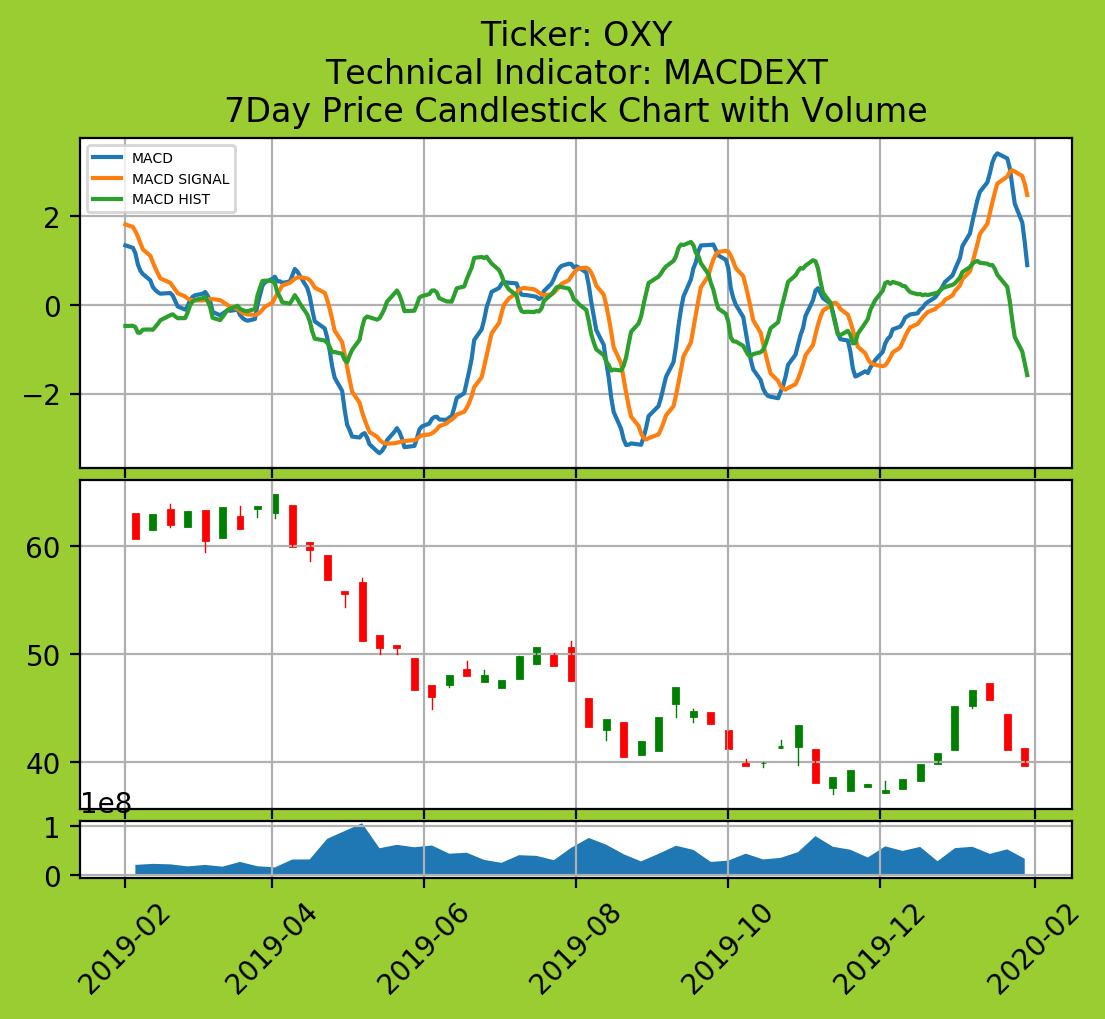 Ticker: OXY
Technical Indicator: MACDEXT
7Day Price Candlestick Chart with Volume
MACD
MACD SIGNAL
MACD HIST
2
0
−2
60
50
40
1e8
1
0
2019-02
2019-04
2019-06
2019-08
2019-10
2019-12
2020-02